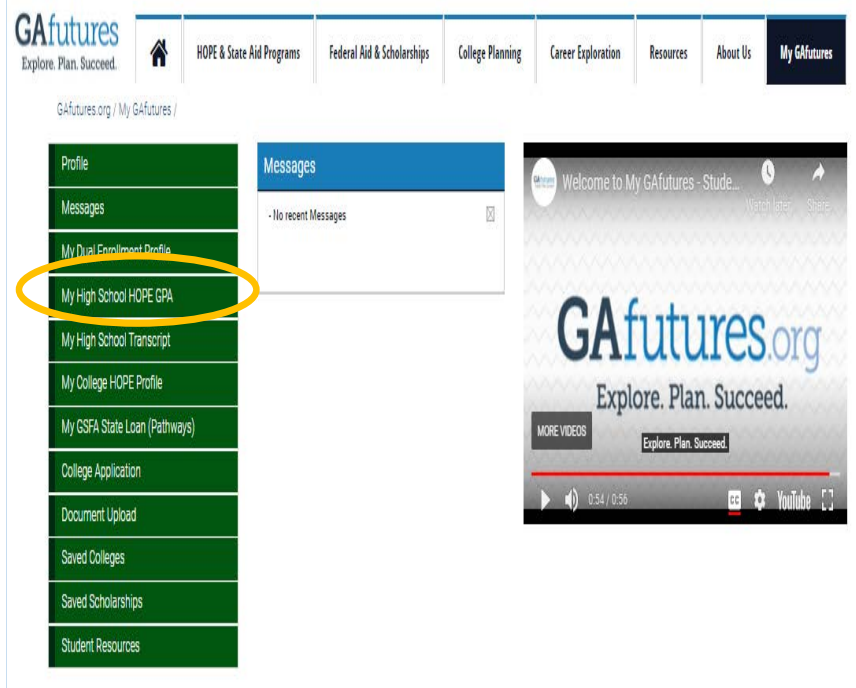 GAfutures
Explore. Plan. Succeed.
HOPE & State Aid Programs
Federal Aid & Scholarships
College Planning
Career Exploration
Resources
About Us
My GAfutures
GAfutures.org / My GAfutures /
Profile
Messages
My Dual Enrollment Profile
My High School HOPE GPA
My High School Transcript
My College HOPE Profile
My GSFA State Loan (Pathways)
College Application
Document Upload
Saved Colleges
Saved Scholarships
Student Resources
Messages
- No recent Messages
Welcome to My GAfutures - Stude...
Watch later
Share
GAfutures.org
Explore. Plan. Succeed.
MORE VIDEOS
Explore. Plan. Succeed.
0:54 / 0:56
CC
YouTube